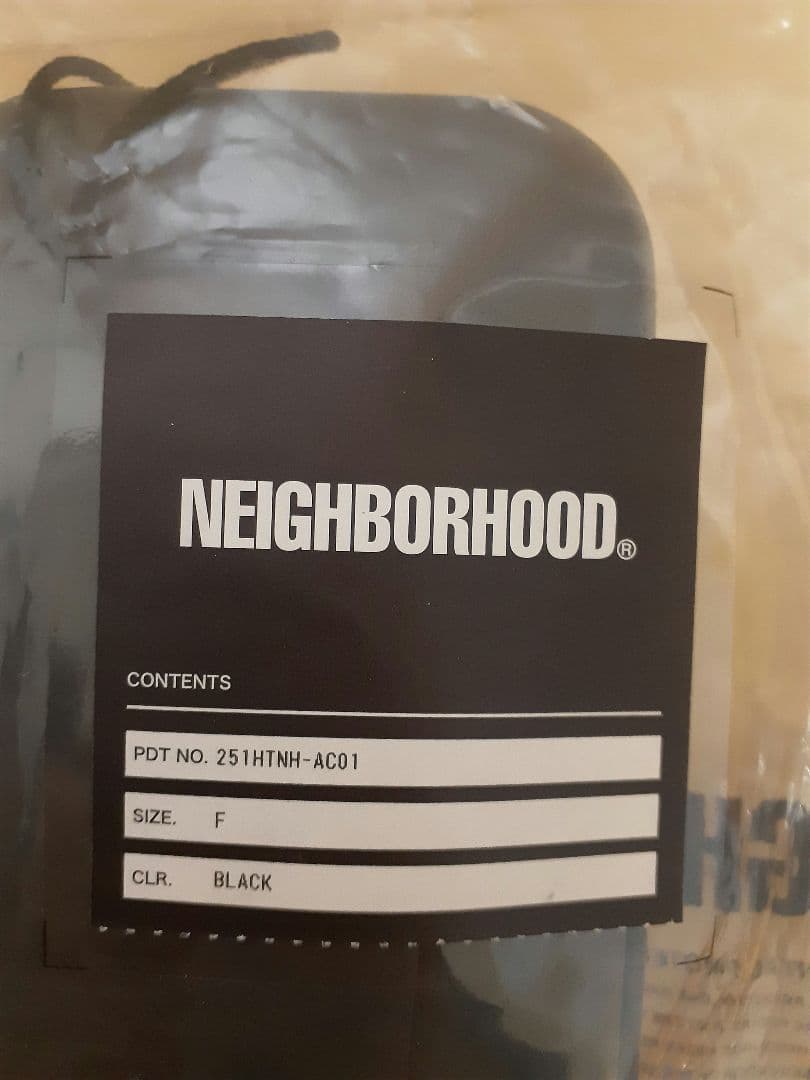 NEIGHBORHOOD®
CONTENTS
PDT NO. 251HTNH-AC01
SIZE. F
CLR. BLACK